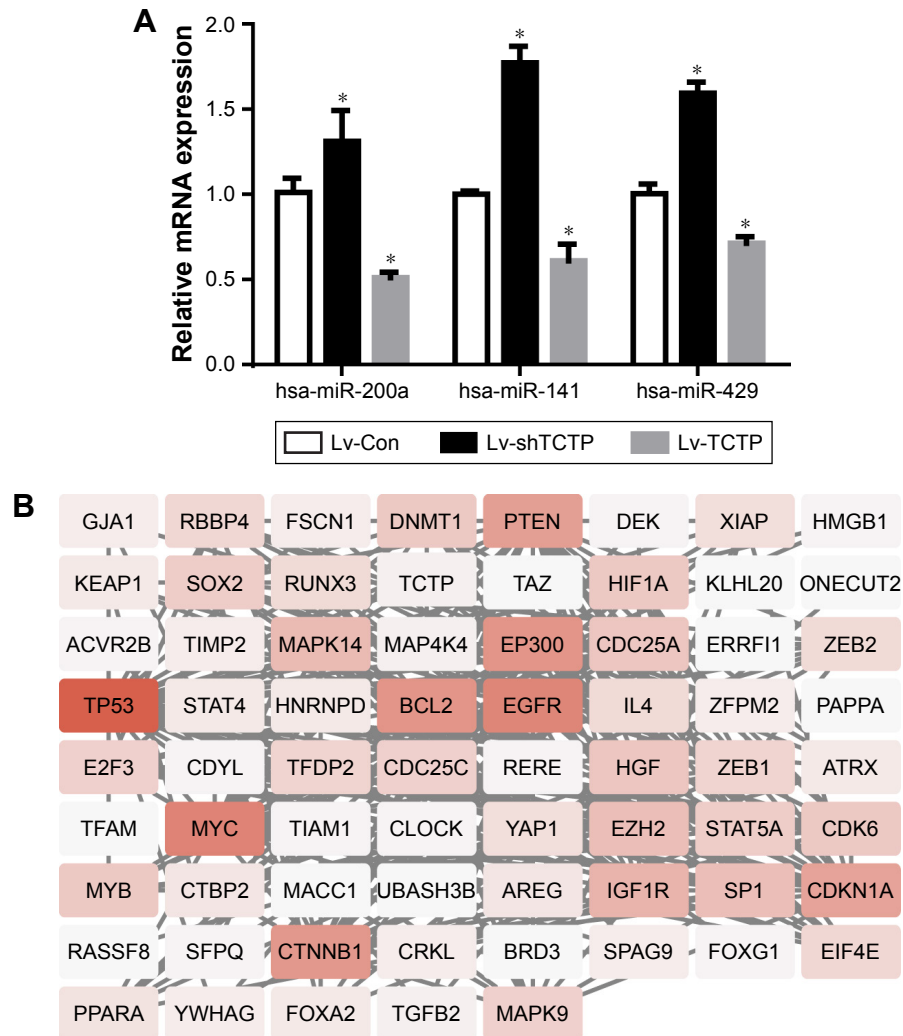 A
Relative mRNA expression
2.0
1.5
1.0
0.5
0.0
* * * * * *
hsa-miR-200a hsa-miR-141 hsa-miR-429
Lv-Con Lv-shTCTP Lv-TCTP
B
GJA1 RBBP4 FSCN1 DNMT1 PTEN DEK XIAP HMGB1
KEAP1 SOX2 RUNX3 TCTP TAZ HIF1A KLHL20 ONECUT2
ACVR2B TIMP2 MAPK14 MAP4K4 EP300 CDC25A ERRFI1 ZEB2
TP53 STAT4 HNRNPD BCL2 EGFR IL4 ZFPM2 PAPPA
E2F3 CDYL TFDP2 CDC25C RERE HGF ZEB1 ATRX
TFAM MYC TIAM1 CLOCK YAP1 EZH2 STAT5A CDK6
MYB CTBP2 MACC1 UBASH3B AREG IGF1R SP1 CDKN1A
RASSF8 SFPQ CTNNB1 CRKL BRD3 SPAG9 FOXG1 EIF4E
PPARA YWHAG FOXA2 TGFB2 MAPK9